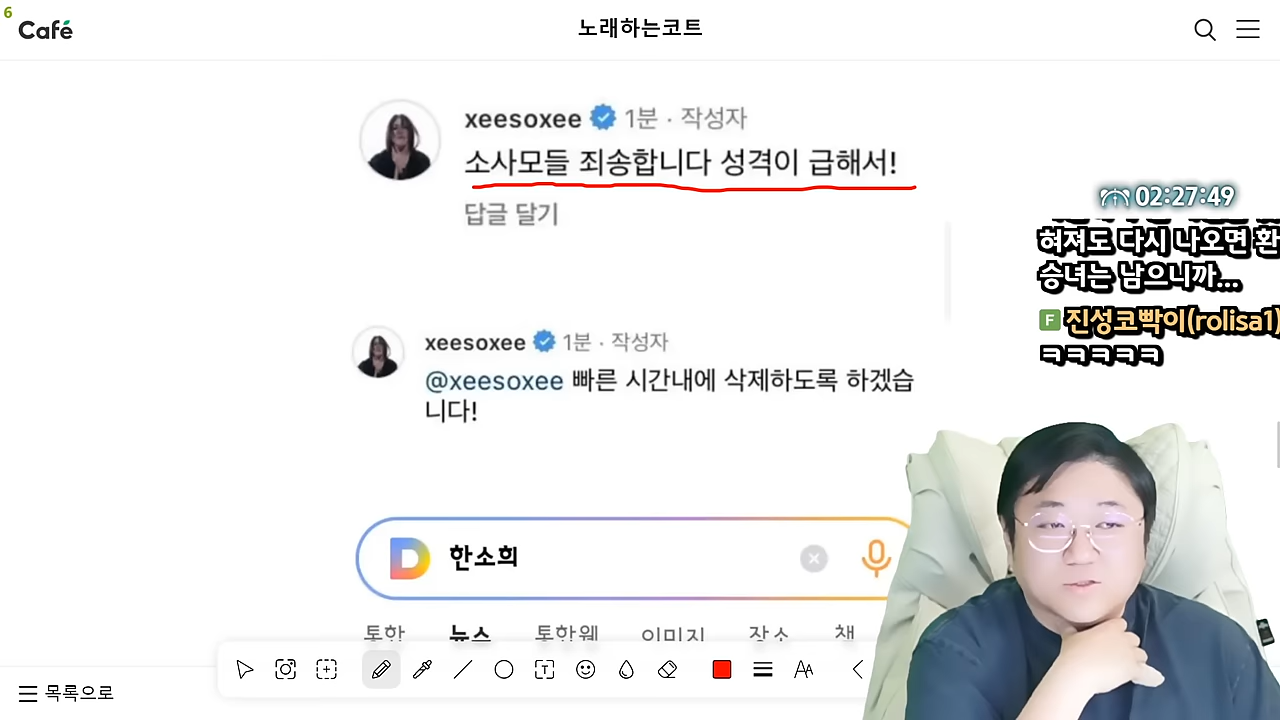 6
Café
노래하는코트
xeesoxee 1분 · 작성자
소사모들 죄송합니다 성격이 급해서!
답글 달기
02:27:49
혀져도 다시 나오면 환
승녀는 남으니까...
F 진성코빡이(rolisa1)
ㅋㅋㅋㅋㅋ
xeesoxee 1분 · 작성자
@xeesoxee 빠른 시간내에 삭제하도록 하겠습
니다!
한소희
통합 뉴스 통합웹 이미지 장소 책
목록으로